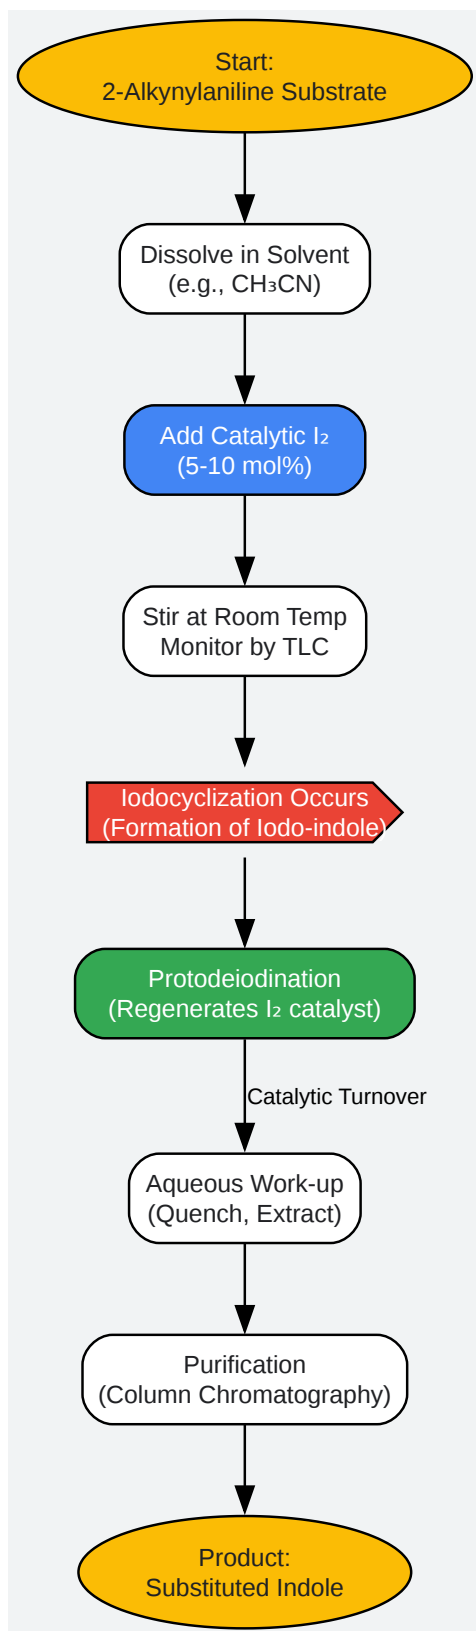 Start:
2-Alkynylaniline Substrate
Dissolve in Solvent
(e.g., CH₃CN)
Add Catalytic I₂
(5-10 mol%)
Stir at Room Temp
Monitor by TLC
Iodocyclization Occurs
(Formation of Iodo-indole)
Protodeiodination
(Regenerates I₂ catalyst)
Catalytic Turnover
Aqueous Work-up
(Quench, Extract)
Purification
(Column Chromatography)
Product:
Substituted Indole